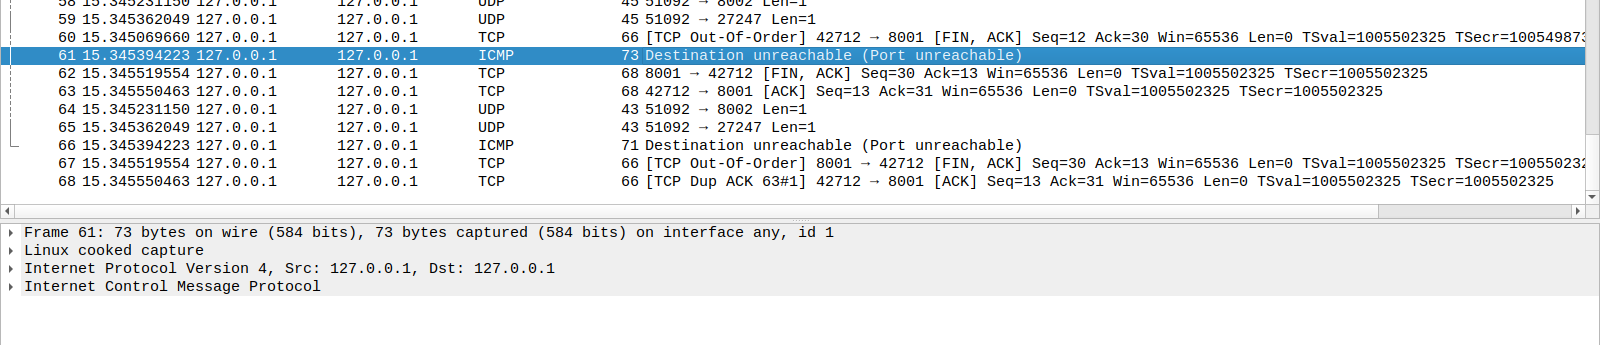 58 15.345231150 127.0.0.1 127.0.0.1 UDP 45 51092 → 8002 Len=1
59 15.345362049 127.0.0.1 127.0.0.1 UDP 45 51092 → 27247 Len=1
60 15.345069660 127.0.0.1 127.0.0.1 TCP [TCP Out-Of-Order] 42712 → 8001 [FIN, ACK] Seq=12 Ack=30 Win=65536 Len=0 TSval=1005502325 TSecr=100549873
61 15.345394223 127.0.0.1 127.0.0.1 ICMP 73 Destination unreachable (Port unreachable)
62 15.345519554 127.0.0.1 127.0.0.1 TCP 68 8001 → 42712 [FIN, ACK] Seq=30 Ack=13 Win=65536 Len=0 TSval=1005502325 TSecr=1005502325
63 15.345550463 127.0.0.1 127.0.0.1 TCP 68 42712 → 8001 [ACK] Seq=13 Ack=31 Win=65536 Len=0 TSval=1005502325 TSecr=1005502325
64 15.345231150 127.0.0.1 127.0.0.1 UDP 43 51092 → 8002 Len=1
65 15.345362049 127.0.0.1 127.0.0.1 UDP 43 51092 → 27247 Len=1
66 15.345394223 127.0.0.1 127.0.0.1 ICMP 71 Destination unreachable (Port unreachable)
67 15.345519554 127.0.0.1 127.0.0.1 TCP 66 [TCP Out-Of-Order] 8001 → 42712 [FIN, ACK] Seq=30 Ack=13 Win=65536 Len=0 TSval=1005502325 TSecr=100550232
68 15.345550463 127.0.0.1 127.0.0.1 TCP 66 [TCP Dup ACK 63#1] 42712 → 8001 [ACK] Seq=13 Ack=31 Win=65536 Len=0 TSval=1005502325 TSecr=1005502325
Frame 61: 73 bytes on wire (584 bits), 73 bytes captured (584 bits) on interface any, id 1
Linux cooked capture
Internet Protocol Version 4, Src: 127.0.0.1, Dst: 127.0.0.1
Internet Control Message Protocol